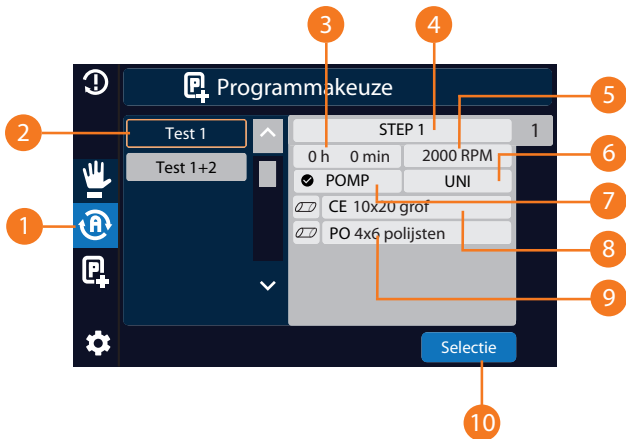 3
4
Programmakeuze
5
2
Test 1
STEP 1
1
0 h 0 min
2000 RPM
6
Test 1+2
POMP
UNI
7
CE 10x20 grof
1
A
PO 4x6 polijsten
8
P
9
Selectie
10